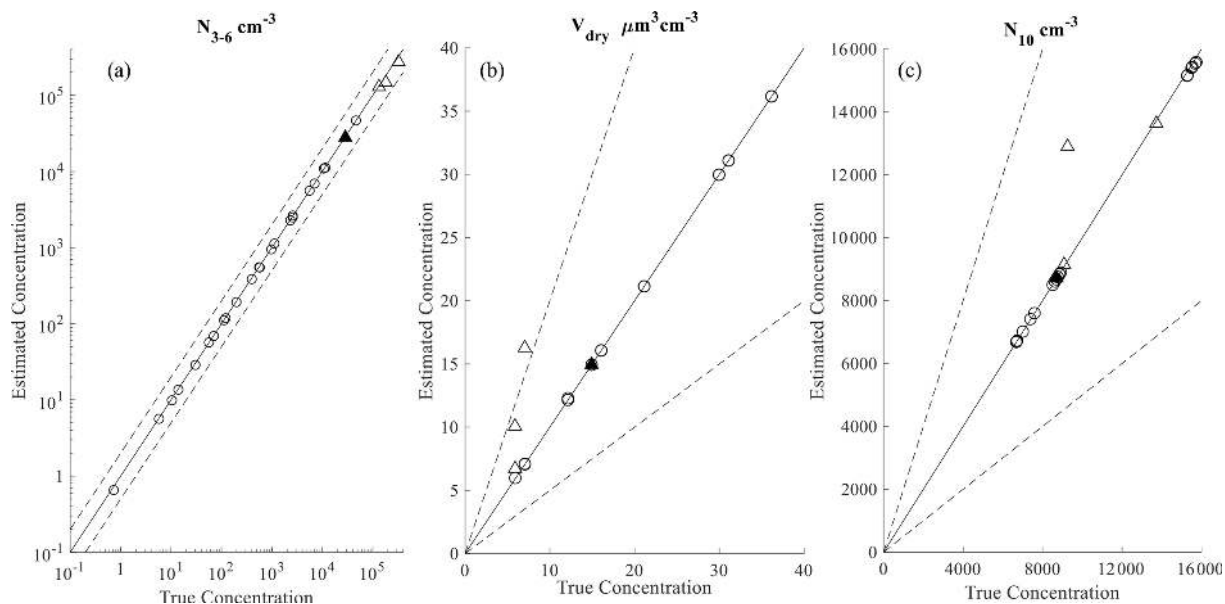 N3-6 cm-3
(a)
Estimated Concentration
10^5
10^4
10^3
10^2
10^1
1
10^-1
10^-1 1 10^1 10^2 10^3 10^4 10^5
True Concentration
Vdry μm3cm-3
(b)
Estimated Concentration
40
35
30
25
20
15
10
5
0
0 10 20 30 40
True Concentration
N10 cm-3
(c)
Estimated Concentration
16000
14000
12000
10000
8000
6000
4000
2000
0
0 4000 8000 12000 16000
True Concentration